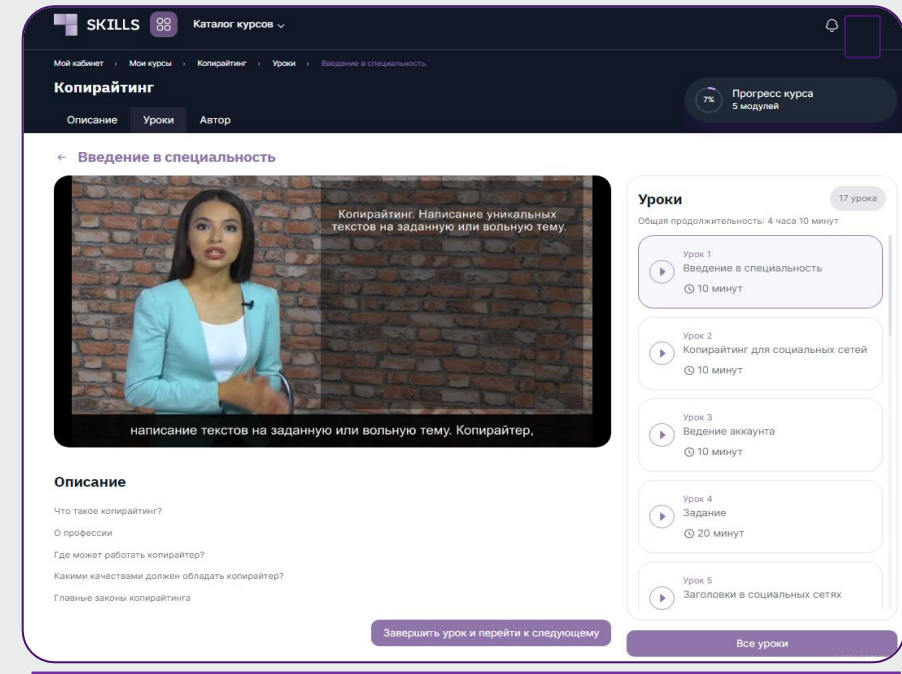 SKILLS
Каталог курсов
Мой кабинет › Мои курсы › Копирайтинг › Уроки › Введение в специальность
Копирайтинг
7%
Прогресс курса
5 модулей
Описание Уроки Автор
← Введение в специальность
Копирайтинг. Написание уникальных
текстов на заданную или вольную тему.
написание текстов на заданную или вольную тему. Копирайтер,
Описание
Что такое копирайтинг?
О профессии
Где может работать копирайтер?
Какими качествами должен обладать копирайтер?
Главные законы копирайтинга
Завершить урок и перейти к следующему
Уроки
17 урока
Общая продолжительность: 4 часа 10 минут
Урок 1
Введение в специальность
10 минут
Урок 2
Копирайтинг для социальных сетей
10 минут
Урок 3
Ведение аккаунта
10 минут
Урок 4
Задание
20 минут
Урок 5
Заголовки в социальных сетях
Все уроки